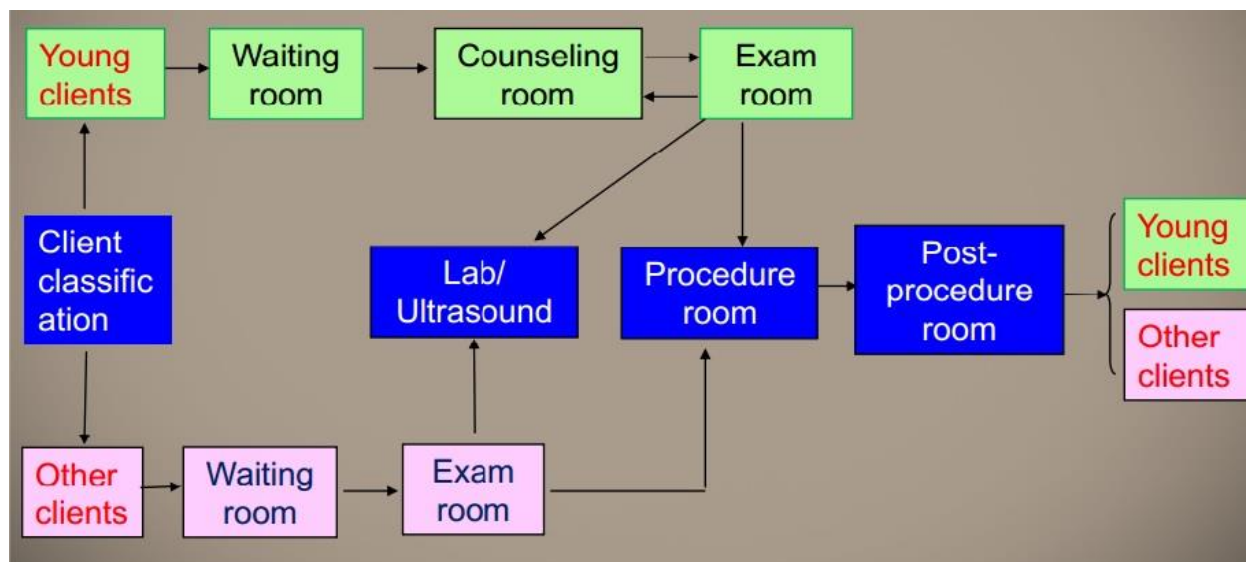 Young
clients
Waiting
room
Counseling
room
Exam
room
Client
classific
ation
Lab/
Ultrasound
Procedure
room
Post-
procedure
room
Young
clients
Other
clients
Other
clients
Waiting
room
Exam
room